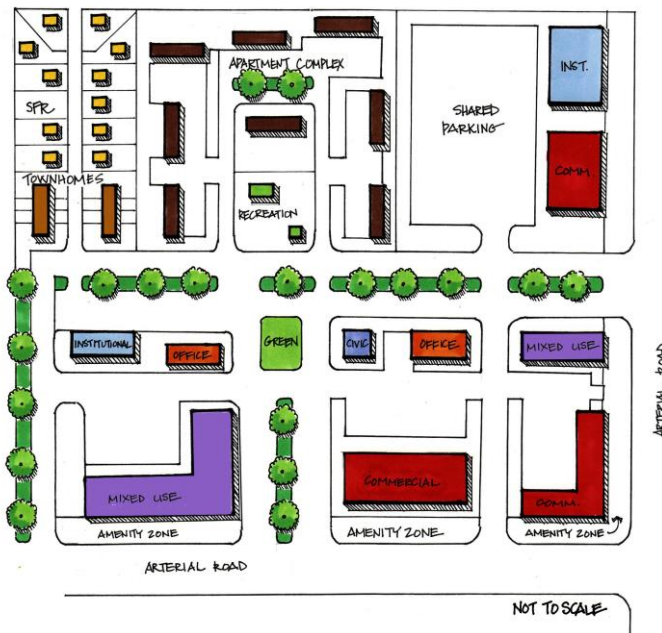 APARTMENT COMPLEX
INST.
SFR
SHARED
PARKING
COMM.
TOWNHOMES
RECREATION
INSTITUTIONAL
OFFICE
GREEN
CIVIC
OFFICE
MIXED USE
ARTERIAL ROAD
MIXED USE
COMMERCIAL
COMM.
AMENITY ZONE
AMENITY ZONE
AMENITY ZONE
ARTERIAL ROAD
NOT TO SCALE